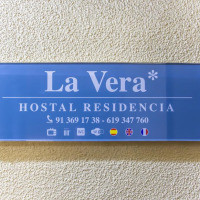 La Vera*
HOSTAL RESIDENCIA
91 369 17 38 - 619 347 760